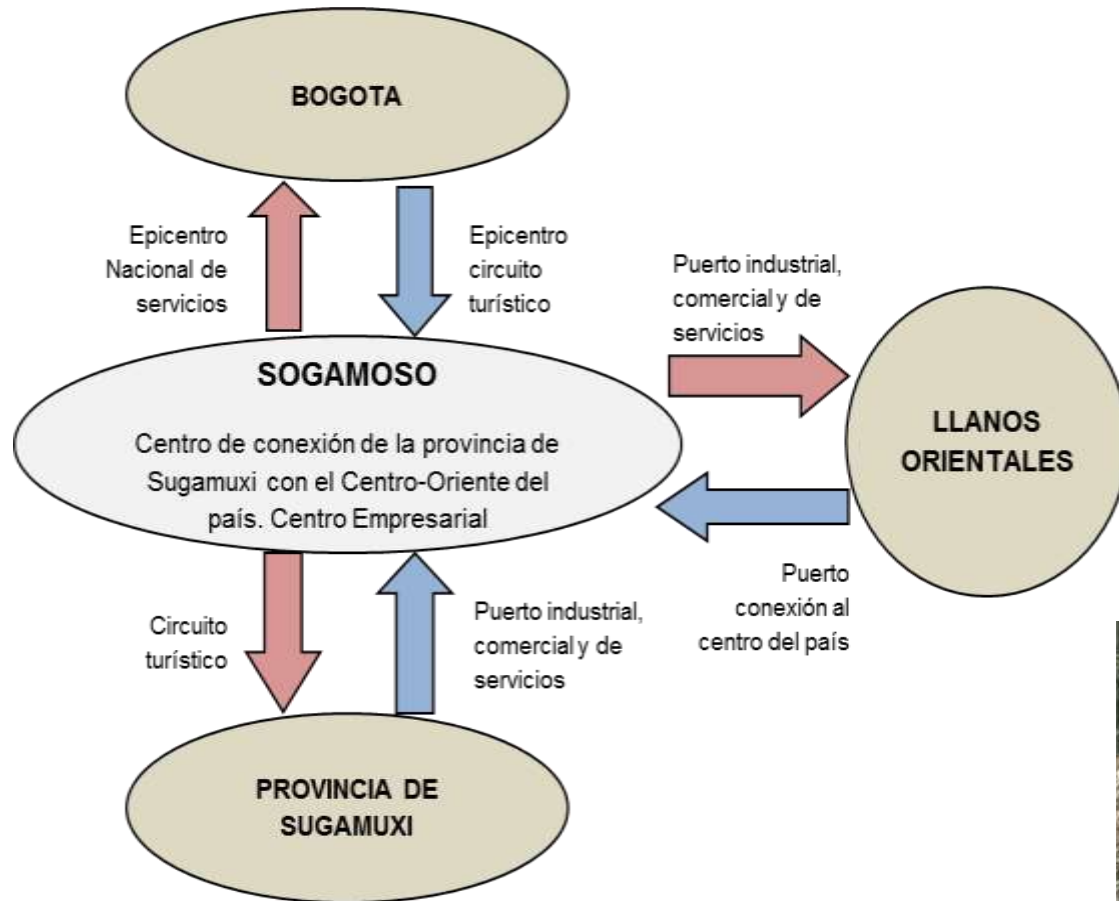 BOGOTA
Epicentro
Nacional de
servicios
Epicentro
circuito
turístico
Puerto industrial,
comercial y de
servicios
SOGAMOSO
Centro de conexión de la provincia de
Sugamuxi con el Centro-Oriente del
país. Centro Empresarial
LLANOS
ORIENTALES
Puerto
conexión al
centro del país
Circuito
turístico
Puerto industrial,
comercial y de
servicios
PROVINCIA DE
SUGAMUXI